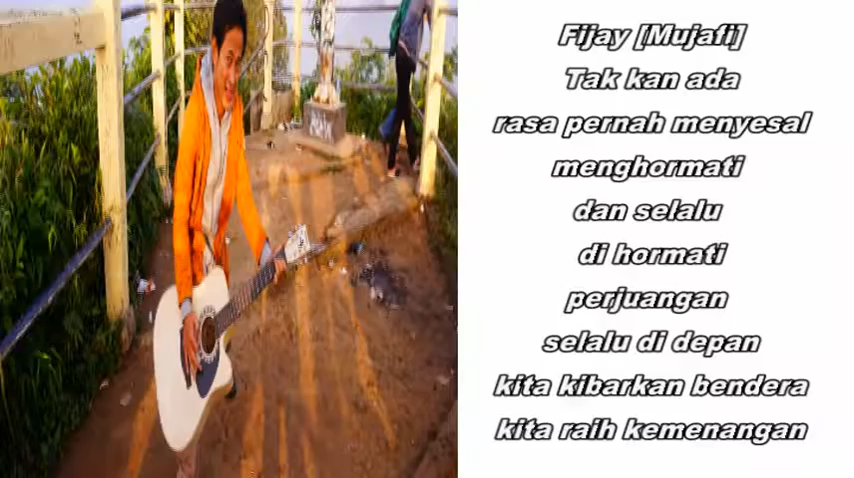 Fijay [Mujafi]
Tak kan ada
rasa pernah menyesal
menghormati
dan selalu
di hormati
perjuangan
selalu di depan
kita kibarkan bendera
kita raih kemenangan